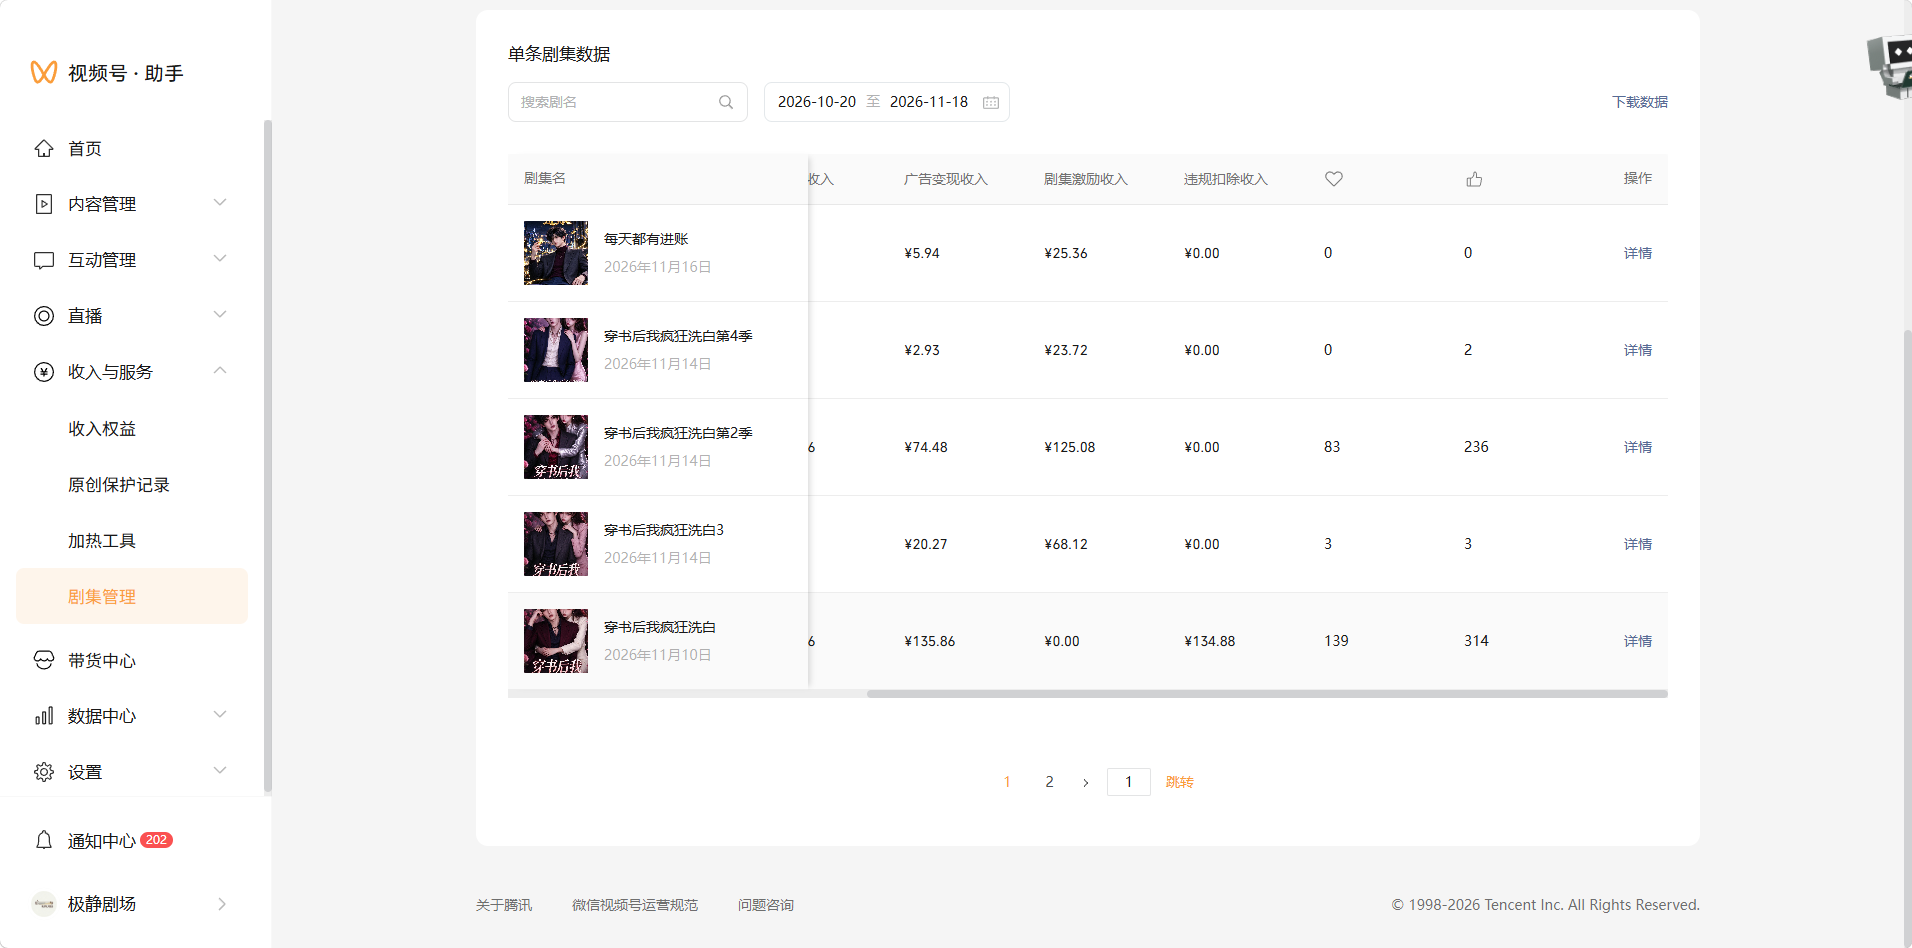 视频号·助手
首页
内容管理
互动管理
直播
收入与服务
收入权益
原创保护记录
加热工具
剧集管理
带货中心
数据中心
设置
通知中心 202
极静剧场
单条剧集数据
搜索剧名
2026-10-20 至 2026-11-18
下载数据
剧集名 收入 广告变现收入 剧集激励收入 违规扣除收入 操作
每天都有进账
2026年11月16日
¥5.94 ¥25.36 ¥0.00 0 0 详情
穿书后我疯狂洗白第4季
2026年11月14日
¥2.93 ¥23.72 ¥0.00 0 2 详情
穿书后我
穿书后我疯狂洗白第2季
2026年11月14日
6 ¥74.48 ¥125.08 ¥0.00 83 236 详情
穿书后我
穿书后我疯狂洗白3
2026年11月14日
¥20.27 ¥68.12 ¥0.00 3 3 详情
穿书后我
穿书后我疯狂洗白
2026年11月10日
6 ¥135.86 ¥0.00 ¥134.88 139 314 详情
1 2 › 1 跳转
关于腾讯 微信视频号运营规范 问题咨询
© 1998-2026 Tencent Inc. All Rights Reserved.